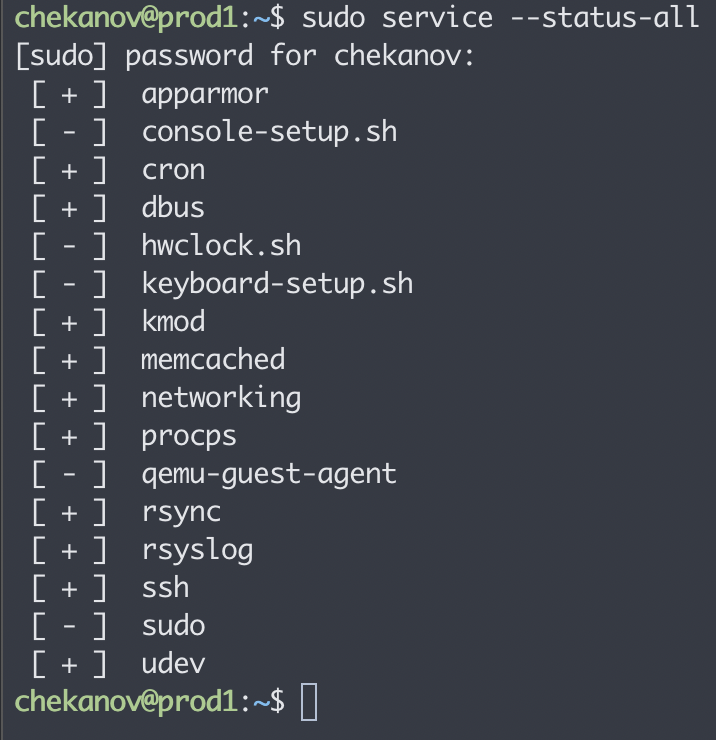 chekanov@prod1:~$ sudo service --status-all
[sudo] password for chekanov:
 [ + ]  apparmor
 [ - ]  console-setup.sh
 [ + ]  cron
 [ + ]  dbus
 [ - ]  hwclock.sh
 [ - ]  keyboard-setup.sh
 [ + ]  kmod
 [ + ]  memcached
 [ + ]  networking
 [ + ]  procps
 [ - ]  qemu-guest-agent
 [ + ]  rsync
 [ + ]  rsyslog
 [ + ]  ssh
 [ - ]  sudo
 [ + ]  udev
chekanov@prod1:~$